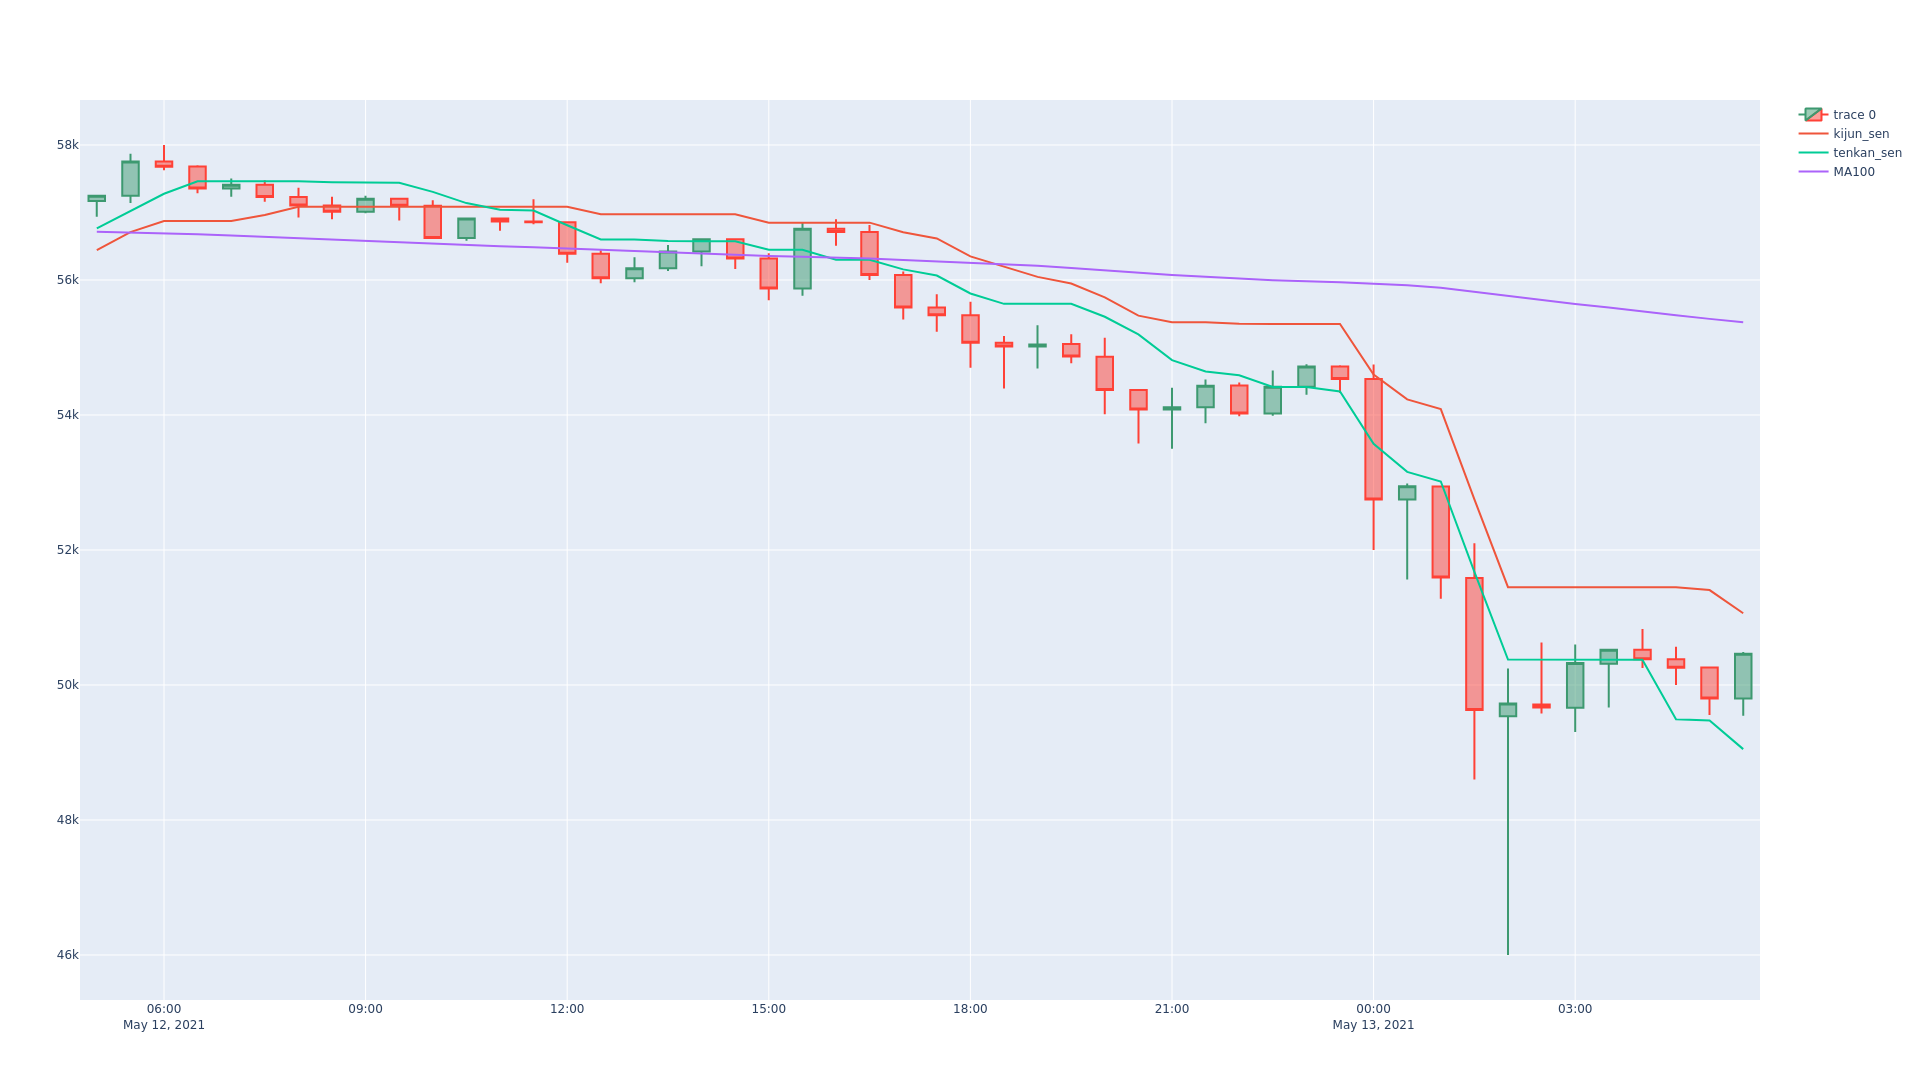 58k
56k
54k
52k
50k
48k
46k
06:00
May 12, 2021
09:00
12:00
15:00
18:00
21:00
00:00
May 13, 2021
03:00
trace 0
kijun_sen
tenkan_sen
MA100